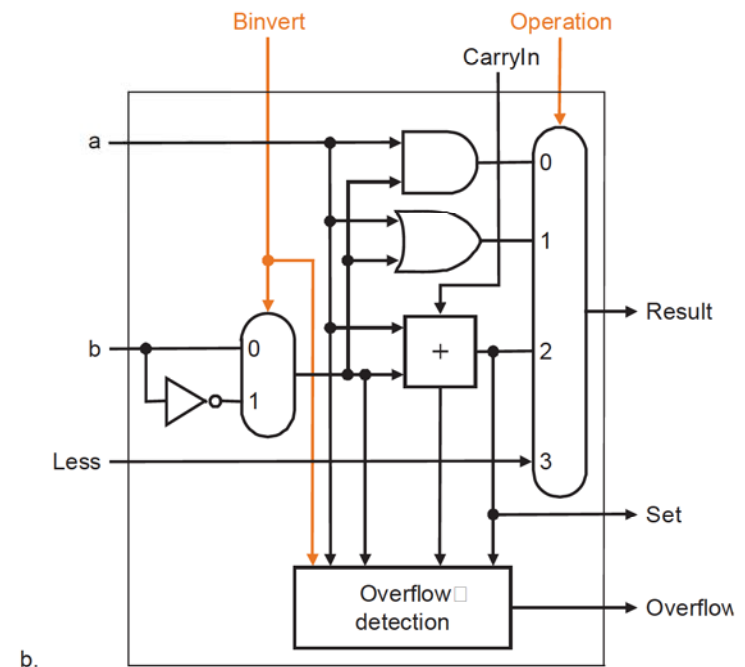 Binvert
Operation
CarryIn
a
0
1
Result
b
0
+
2
1
Less
3
Set
Overflow
detection
Overflow
b.